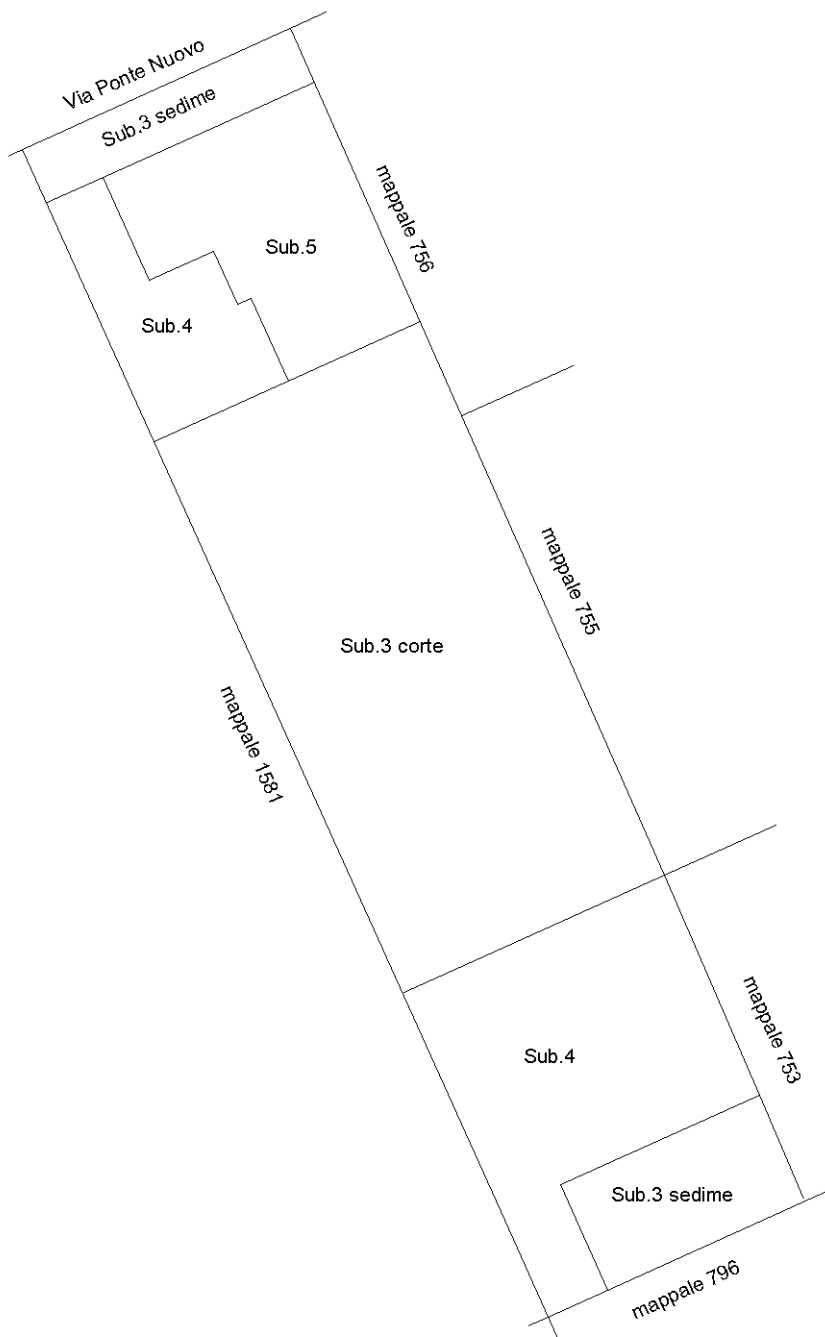 Via Ponte Nuovo
Sub.3 sedime
mappale 756
Sub.5
Sub.4
mappale 755
Sub.3 corte
mappale 1581
mappale 753
Sub.4
Sub.3 sedime
mappale 796